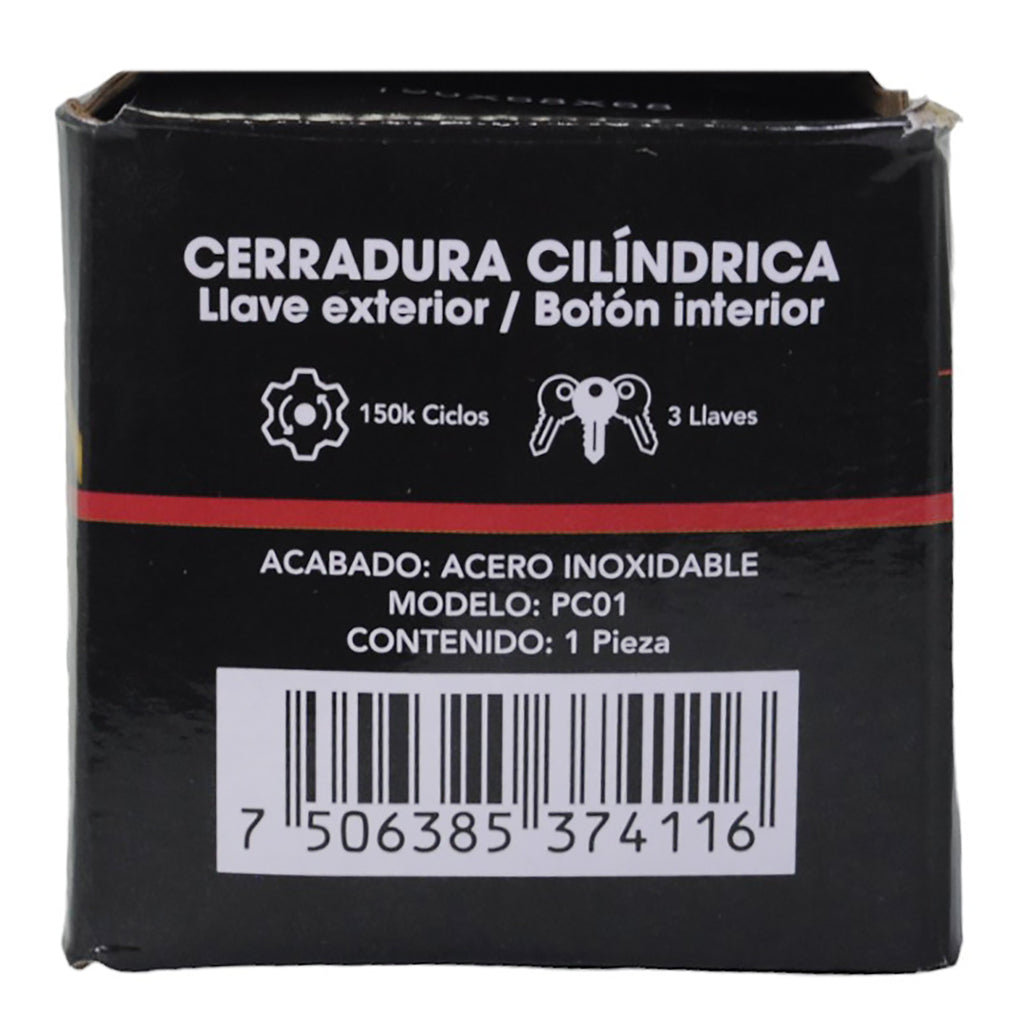 CERRADURA CILÍNDRICA
Llave exterior / Botón interior
150k Ciclos
3 Llaves
ACABADO: ACERO INOXIDABLE
MODELO: PC01
CONTENIDO: 1 Pieza
7 506385 374116